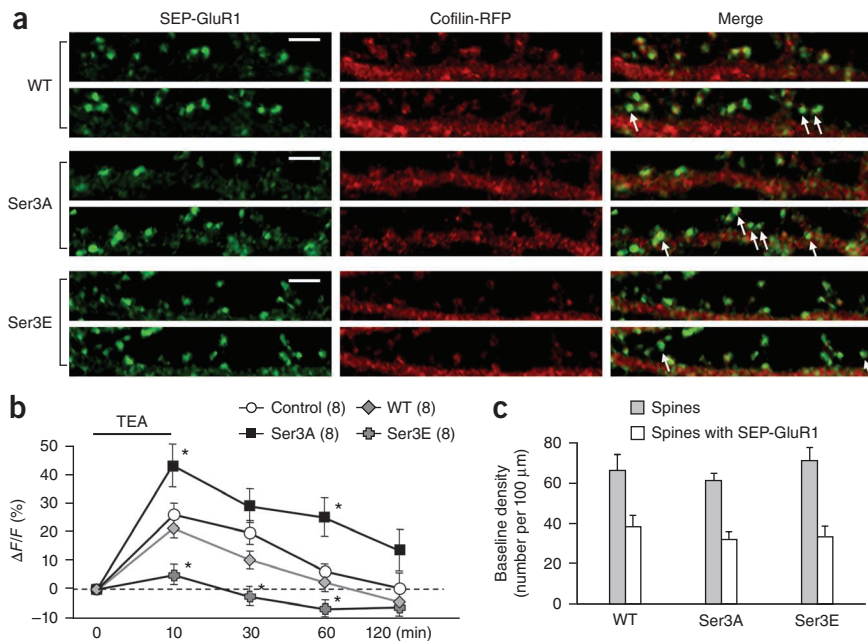 a
SEP-GluR1 Cofilin-RFP Merge
WT
Ser3A
Ser3E
b
TEA
Control (8) WT (8)
Ser3A (8) Ser3E (8)
50
40
30
20
10
0
−10
ΔF/F (%)
* *
* * *
0 10 30 60 120 (min)
c
Spines
Spines with SEP-GluR1
80
60
40
20
0
Baseline density
(number per 100 μm)
WT Ser3A Ser3E